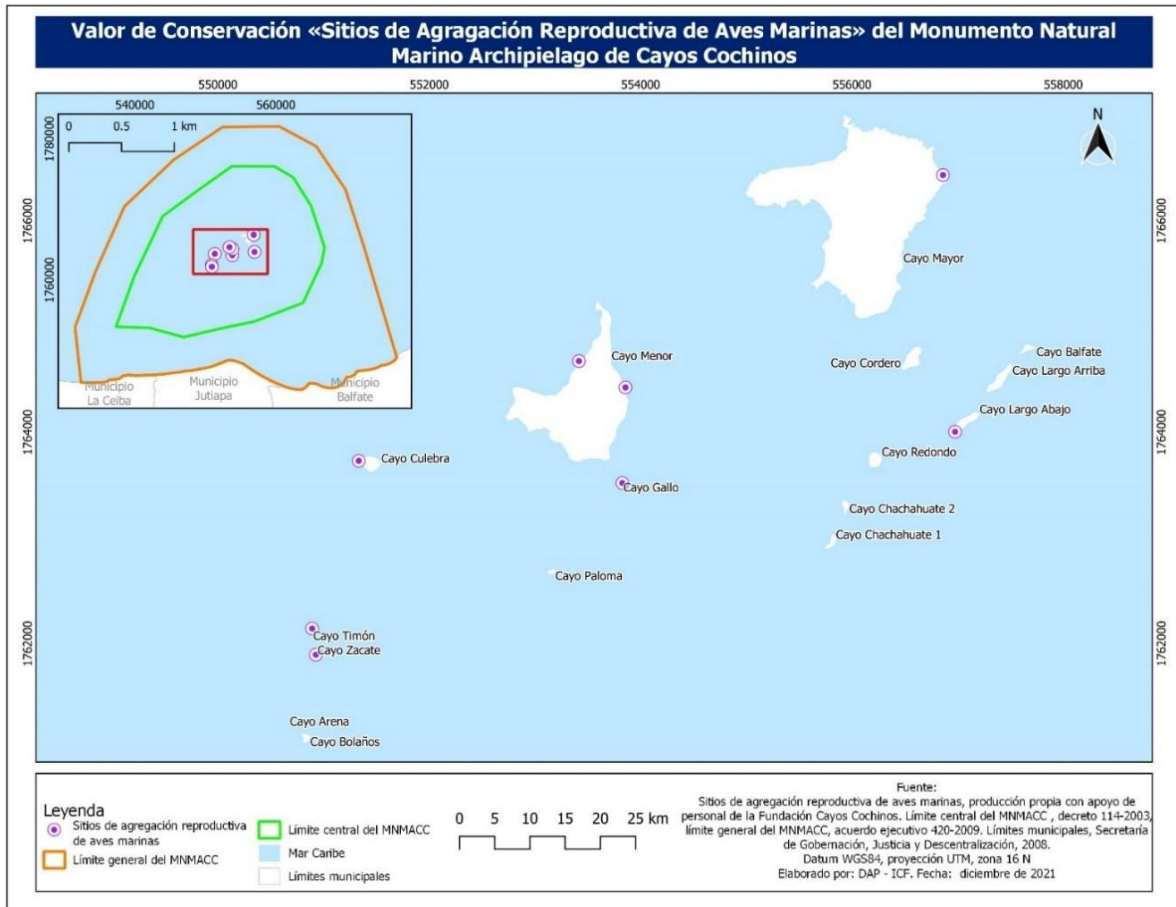 Valor de Conservación «Sitios de Agragación Reproductiva de Aves Marinas» del Monumento Natural
Marino Archipielago de Cayos Cochinos
550000
552000
554000
556000
558000
540000
560000
0
0.5
1 km
1780000
1760000
1766000
1764000
1762000
1766000
1764000
1762000
N
Municipio
La Ceiba
Municipio
Jutiapa
Municipio
Balfate
Cayo Mayor
Cayo Menor
Cayo Cordero
Cayo Balfate
Cayo Largo Arriba
Cayo Largo Abajo
Cayo Redondo
Cayo Culebra
Cayo Gallo
Cayo Chachahuate 2
Cayo Chachahuate 1
Cayo Paloma
Cayo Timón
Cayo Zacate
Cayo Arena
Cayo Bolaños
Leyenda
Sitios de agregación reproductiva
de aves marinas
Límite general del MNMACC
Límite central del MNMACC
Mar Caribe
Límites municipales
0 5 10 15 20 25 km
Fuente:
Sitios de agregación reproductiva de aves marinas, producción propia con apoyo de
personal de la Fundación Cayos Cochinos. Límite central del MNMACC , decreto 114-2003,
límite general del MNMACC, acuerdo ejecutivo 420-2009. Límites municipales, Secretaría
de Gobernación, Justicia y Descentralización, 2008.
Datum WGS84, proyección UTM, zona 16 N
Elaborado por: DAP - ICF. Fecha: diciembre de 2021